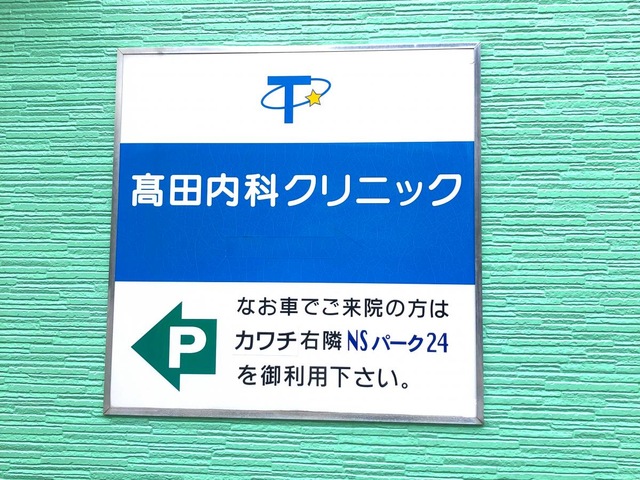 T
髙田内科クリニック
P
なお車でご来院の方は
カワチ右隣NSパーク24
を御利用下さい。